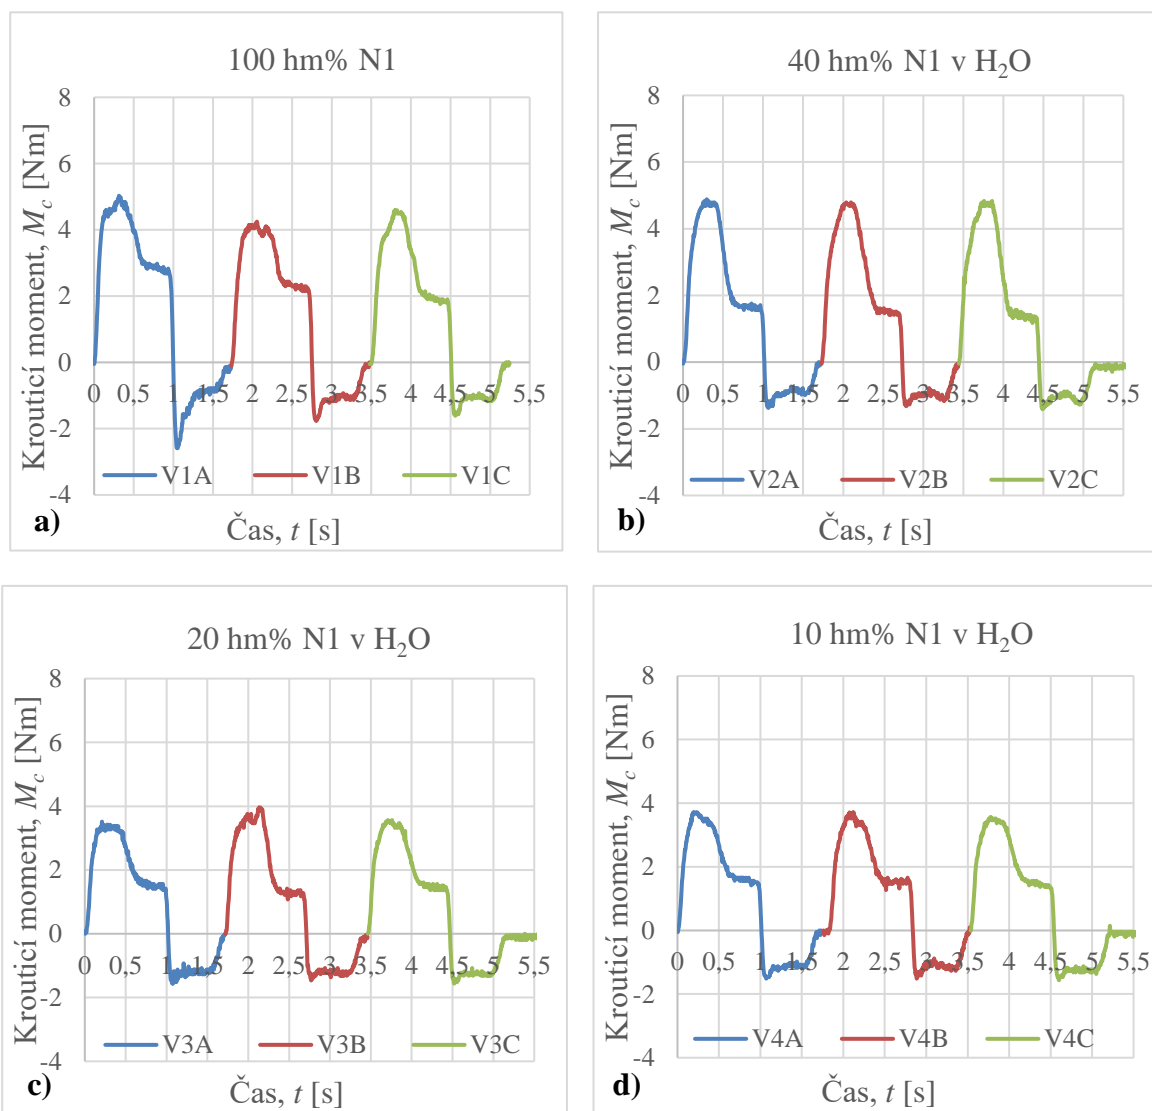 100 hm% N1
Krouticí moment, Mc [Nm]
8
6
4
2
0
-2
-4
0 0,5 1 1,5 2 2,5 3 3,5 4 4,5 5 5,5
V1A V1B V1C
a)
Čas, t [s]
40 hm% N1 v H₂O
Krouticí moment, Mc [Nm]
8
6
4
2
0
-2
-4
0 0,5 1 1,5 2 2,5 3 3,5 4 4,5 5 5,5
V2A V2B V2C
b)
Čas, t [s]
20 hm% N1 v H₂O
Krouticí moment, Mc [Nm]
8
6
4
2
0
-2
-4
0 0,5 1 1,5 2 2,5 3 3,5 4 4,5 5 5,5
V3A V3B V3C
c)
Čas, t [s]
10 hm% N1 v H₂O
Krouticí moment, Mc [Nm]
8
6
4
2
0
-2
-4
0 0,5 1 1,5 2 2,5 3 3,5 4 4,5 5 5,5
V4A V4B V4C
d)
Čas, t [s]